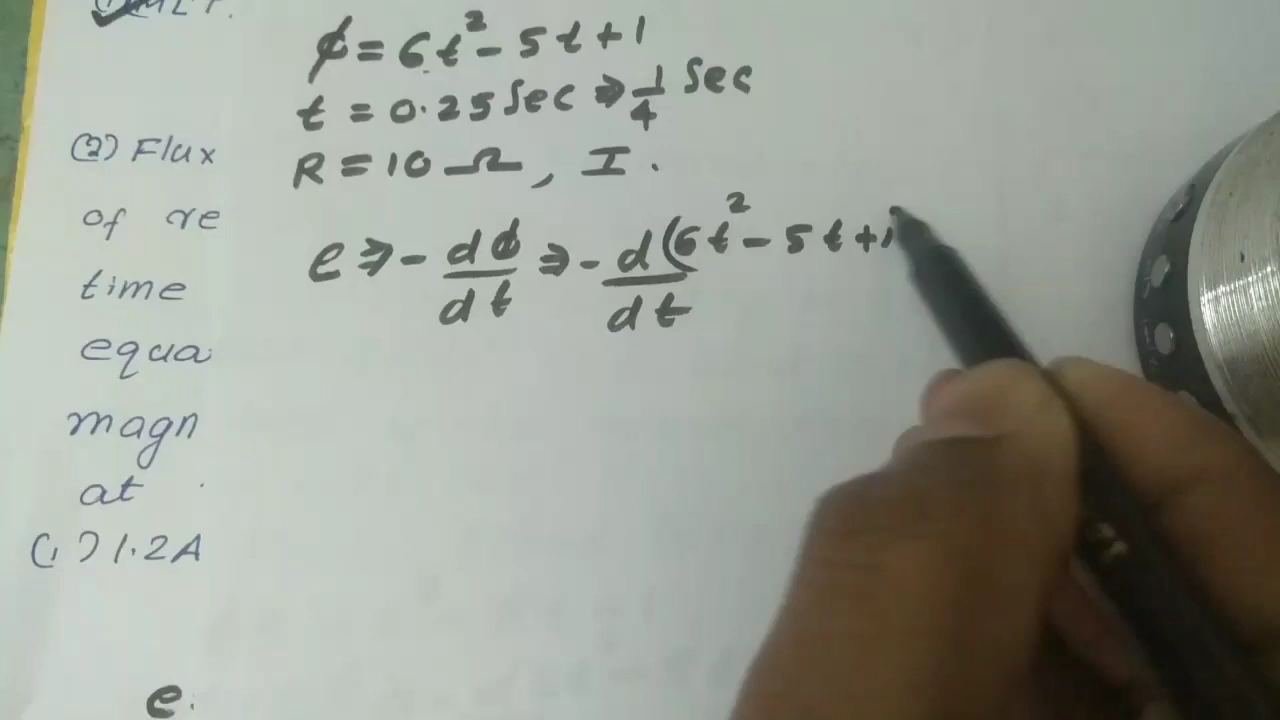 ϕ = 6t² - 5t + 1
t = 0.25 Sec ⇒ 1/4 Sec
R = 10 Ω, I.
e ⇒ - dϕ/dt ⇒ - d(6t² - 5t + 1/dt
(2) Flux
of re
time
equa
magn
at
(1) 1.2A
e.